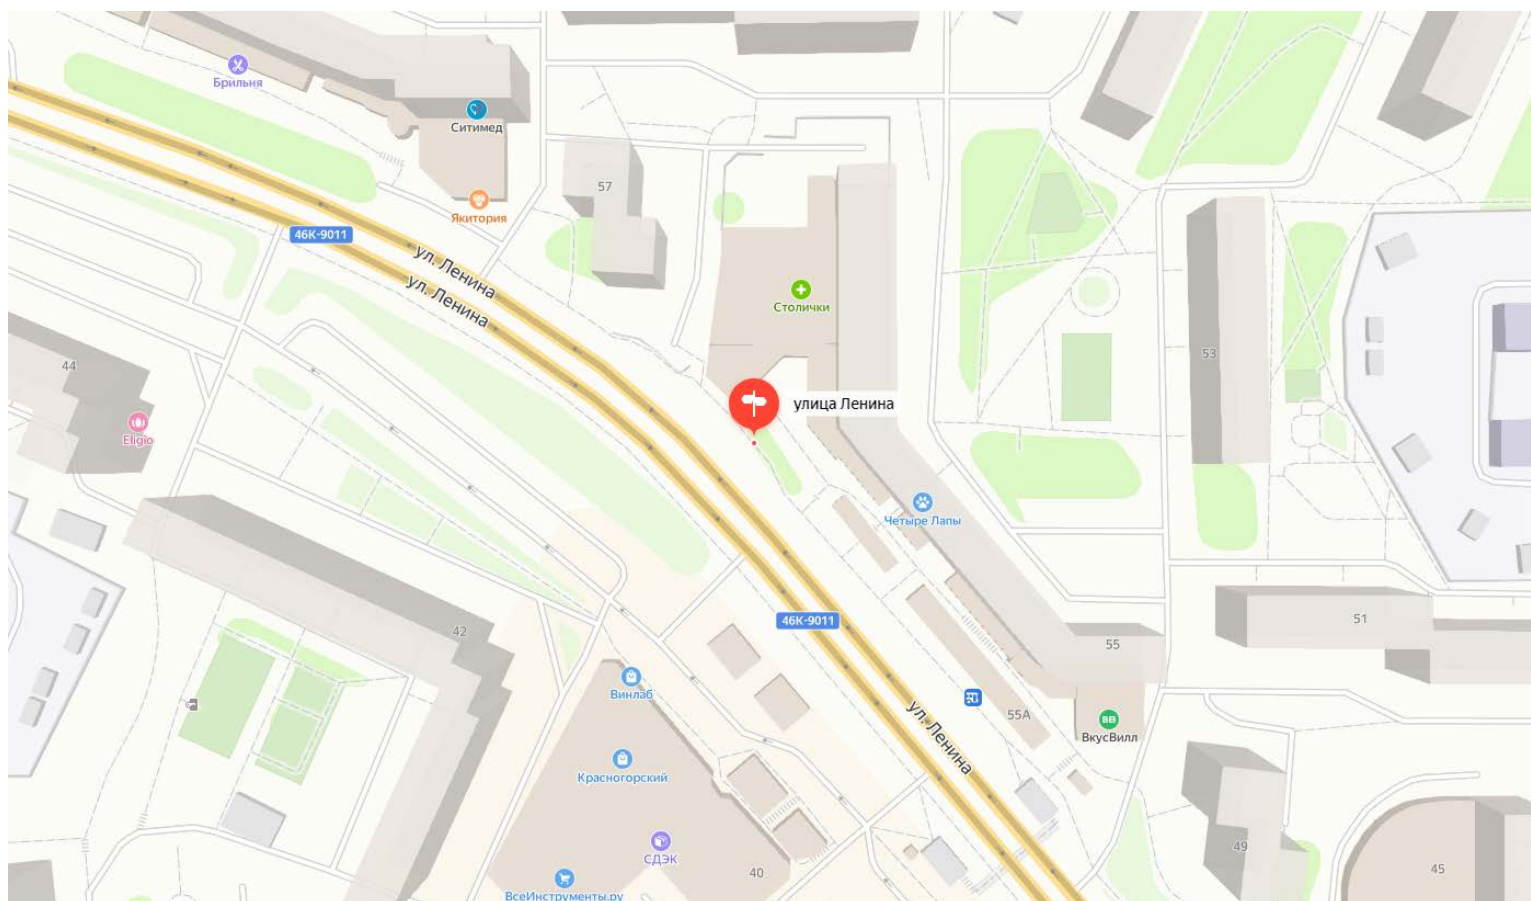 Брильня
Ситимед
57
Якитория
46К-9011
ул. Ленина
ул. Ленина
Столички
44
53
улица Ленина
Eligio
Четыре Лапы
46К-9011
51
42
55
Винлаб
55А
ул. Ленина
ВВ
ВкусВилл
Красногорский
49
СДЭК
40
45
ВсеИнструменты.ру